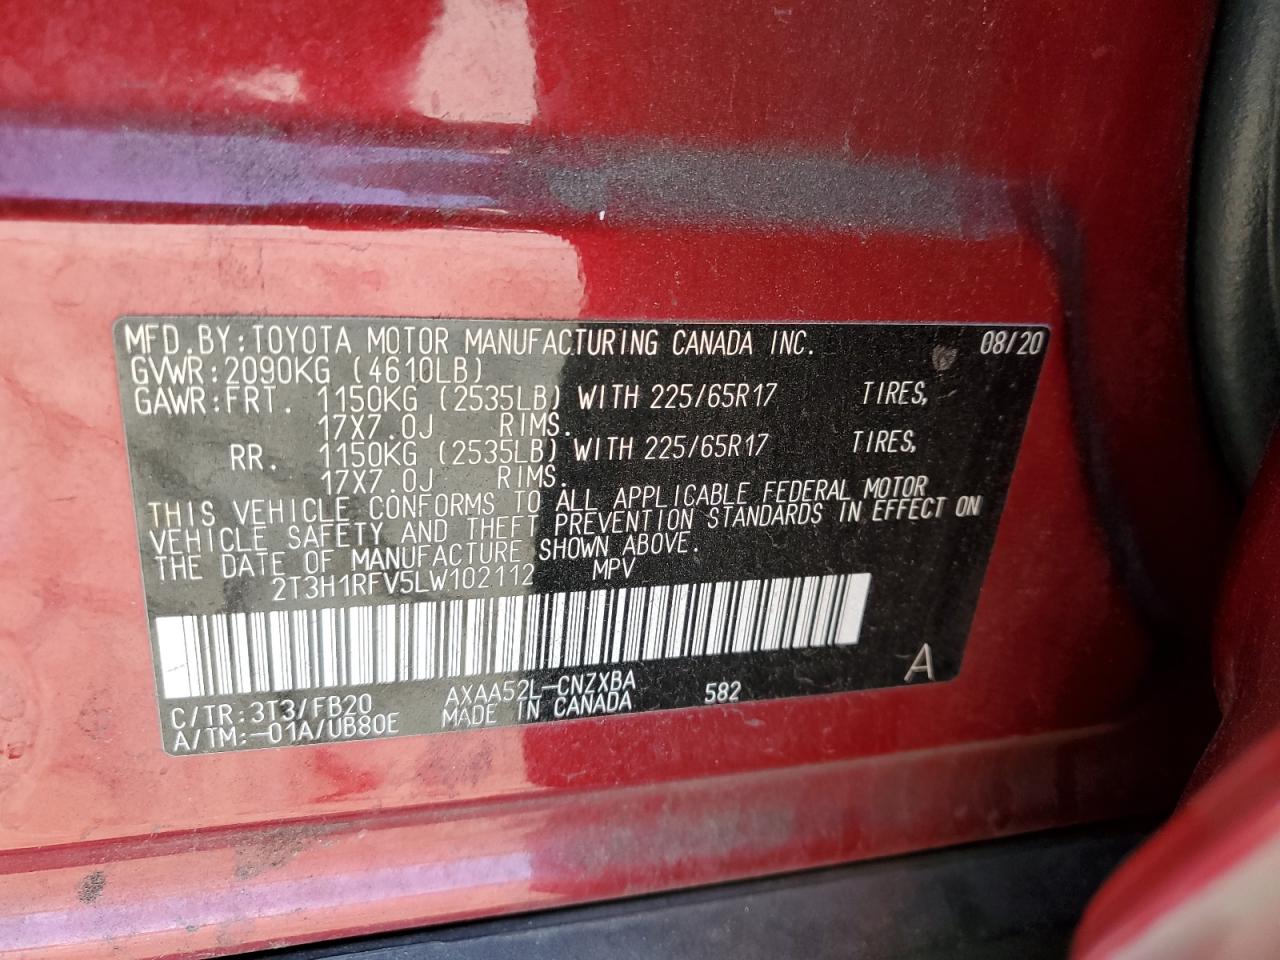 MFD.BY:TOYOTA MOTOR MANUFACTURING CANADA INC. 08/20
GVWR:2090KG (4610LB)
GAWR:FRT. 1150KG (2535LB) WITH 225/65R17 TIRES,
17X7.0J RIMS.
RR. 1150KG (2535LB) WITH 225/65R17 TIRES,
17X7.0J RIMS.
THIS VEHICLE CONFORMS TO ALL APPLICABLE FEDERAL MOTOR
VEHICLE SAFETY AND THEFT PREVENTION STANDARDS IN EFFECT ON
THE DATE OF MANUFACTURE SHOWN ABOVE.
2T3H1RFV5LW102112 MPV
A
C/TR:3T3/FB20 AXAA52L-CNZXBA 582
A/TM:-01A/UB80E MADE IN CANADA